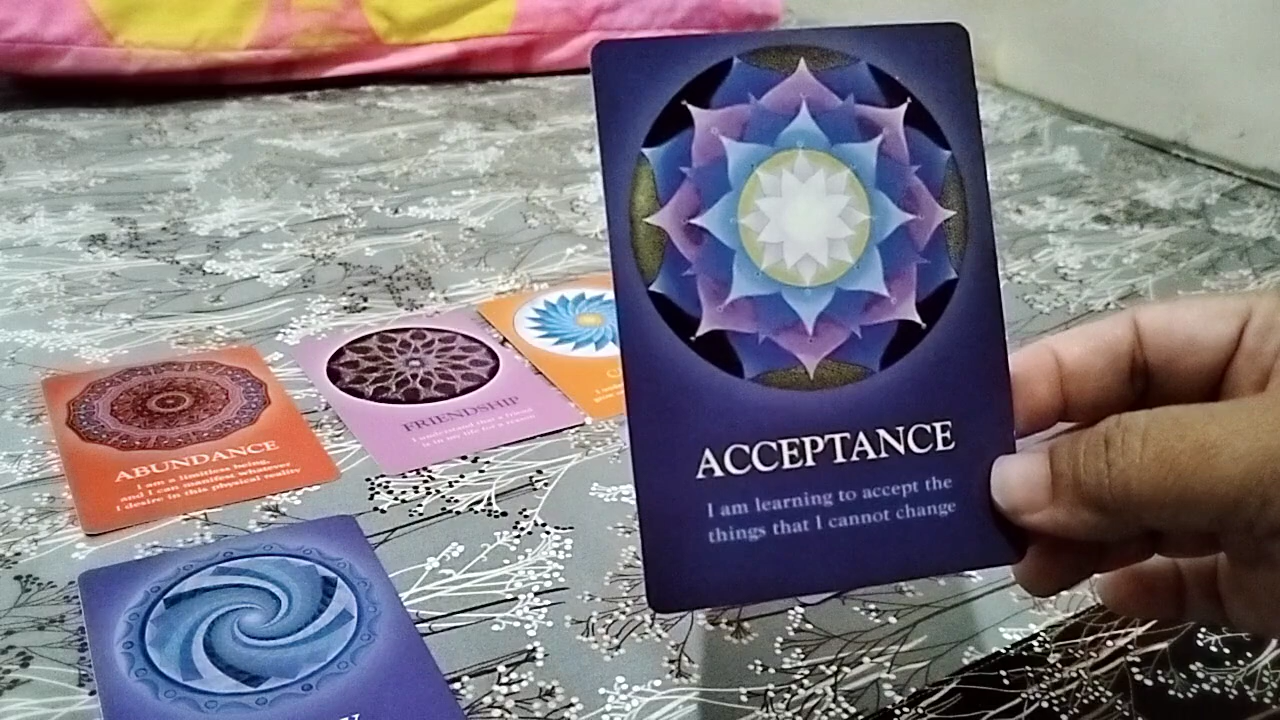 ACCEPTANCE
I am learning to accept the
things that I cannot change
ABUNDANCE
I am a limitless being,
and I can manifest whatever
I desire in this physical reality
FRIENDSHIP
I understand that a friend
is in my life for a reason